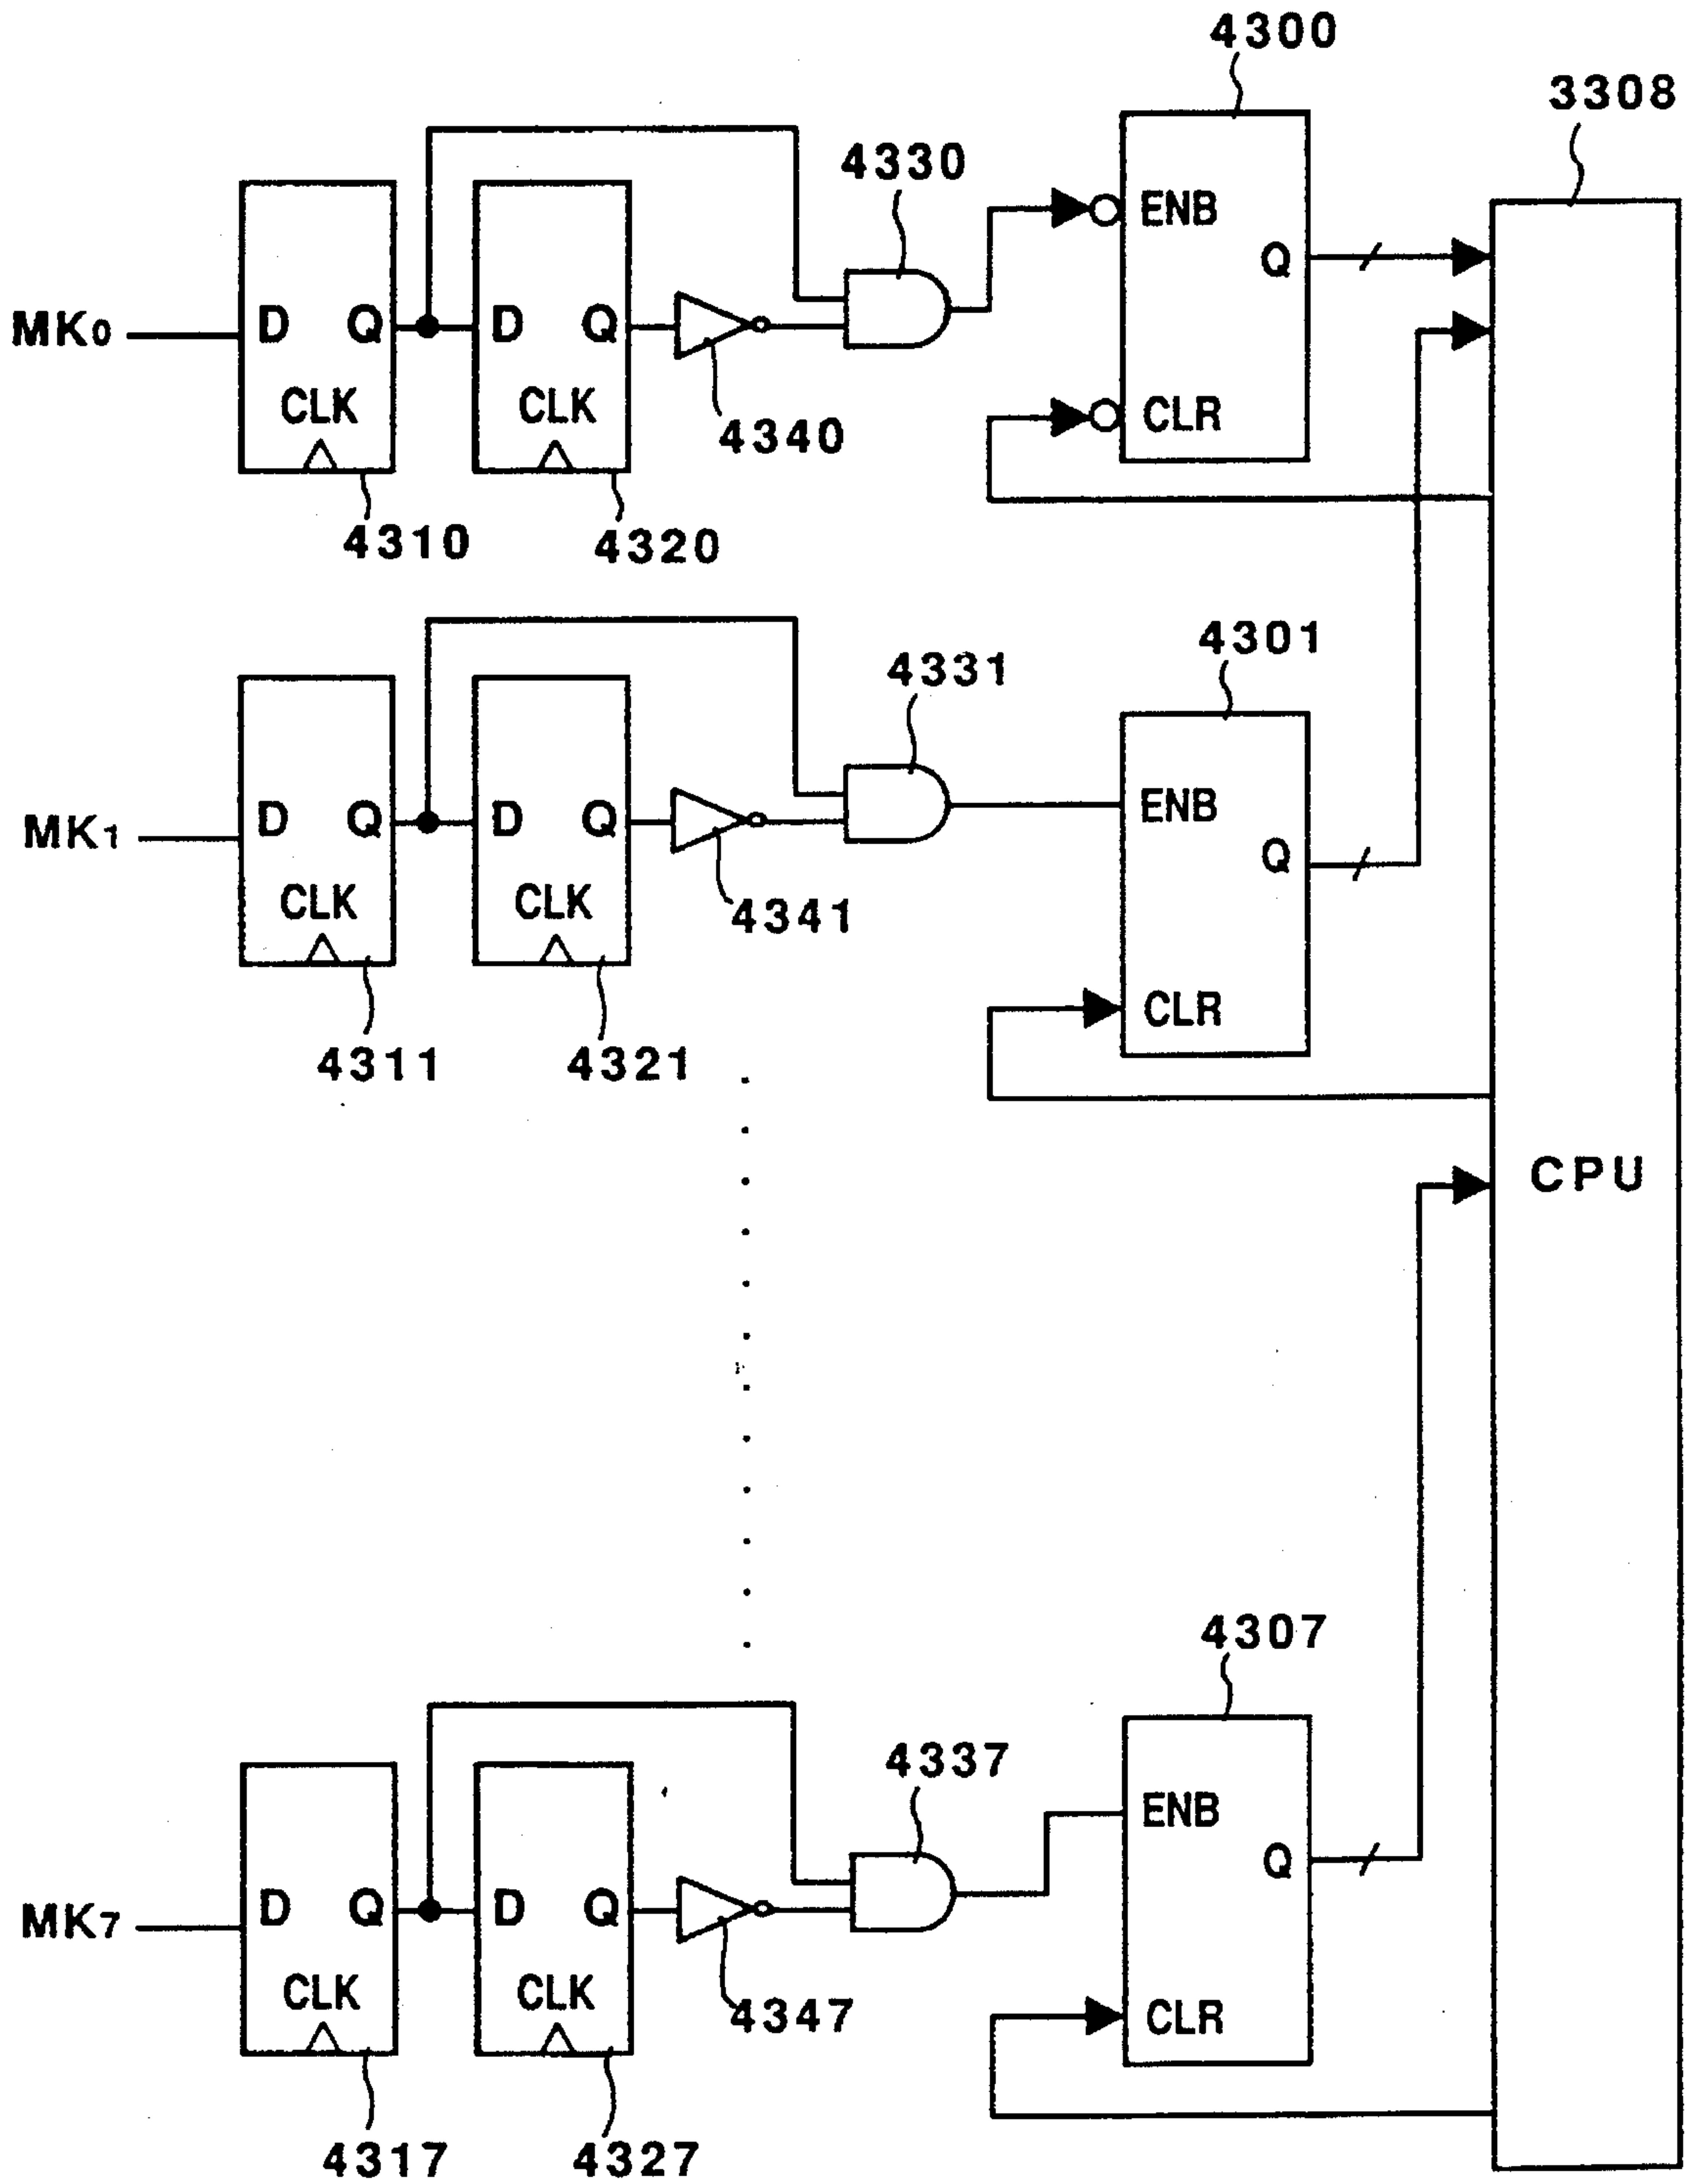 4300
3308
4330
ENB
Q
MK0
D Q
D Q
CLK
CLK
CLR
4340
4310
4320
4301
4331
ENB
MK1
D Q
D Q
Q
CLK
CLK
4341
CLR
4311
4321
CPU
4307
4337
ENB
Q
MK7
D Q
D Q
CLK
CLK
4347
CLR
4317
4327